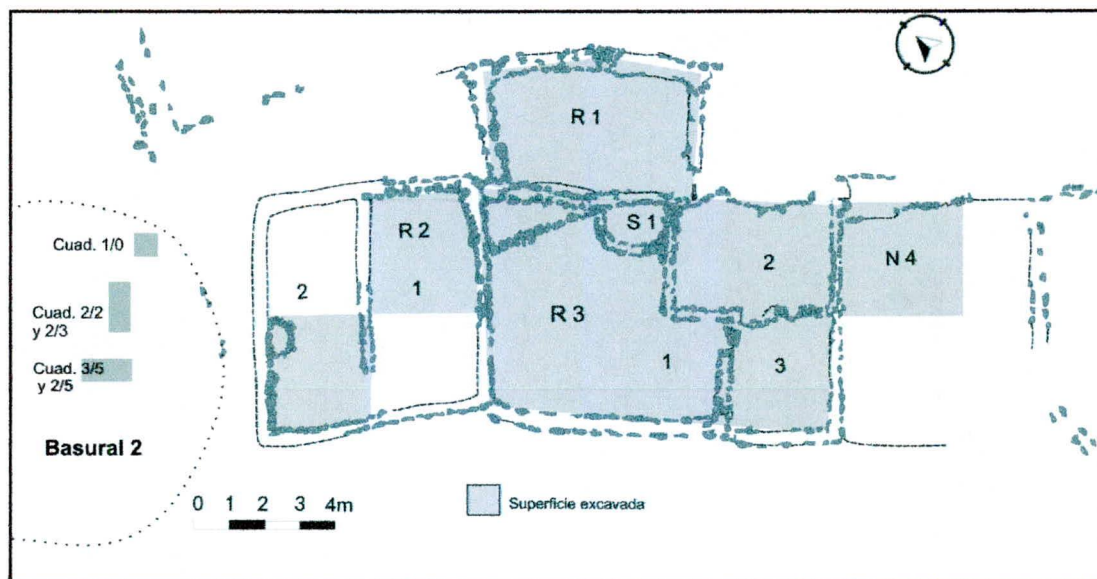 R 1
Cuad. 1/0
R 2
S 1
2
1
2
N 4
Cuad. 2/2
y 2/3
R 3
Cuad. 3/5
y 2/5
1
3
Basural 2
0 1 2 3 4m
Superficie excavada